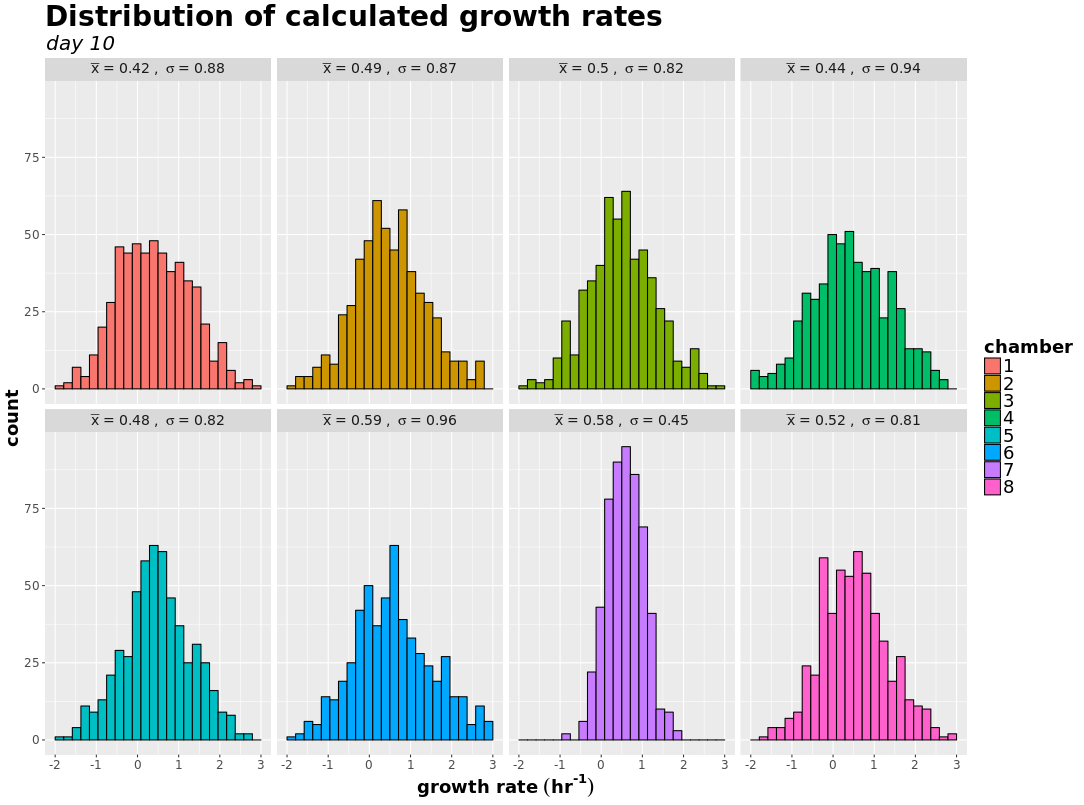 Distribution of calculated growth rates
day 10
x̅ = 0.42 , σ = 0.88
x̅ = 0.49 , σ = 0.87
x̅ = 0.5 , σ = 0.82
x̅ = 0.44 , σ = 0.94
75
50
25
0
x̅ = 0.48 , σ = 0.82
x̅ = 0.59 , σ = 0.96
x̅ = 0.58 , σ = 0.45
x̅ = 0.52 , σ = 0.81
75
50
25
0
-2 -1 0 1 2 3 -2 -1 0 1 2 3 -2 -1 0 1 2 3 -2 -1 0 1 2 3
growth rate (hr⁻¹)
count
chamber
1
2
3
4
5
6
7
8